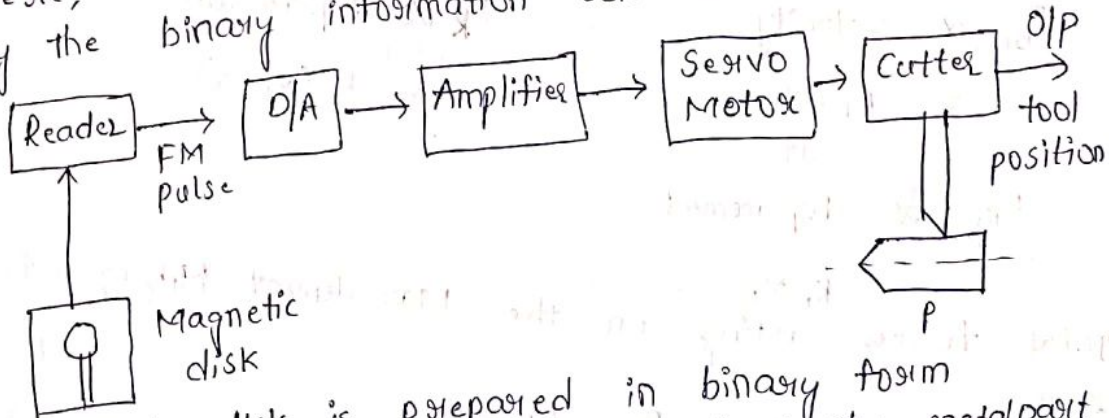 the binary information
Reader
FM
pulse
D/A
Amplifier
Servo
Motor
Cutter
O/P
tool
position
P
Magnetic
disk
disk is prepared in binary form